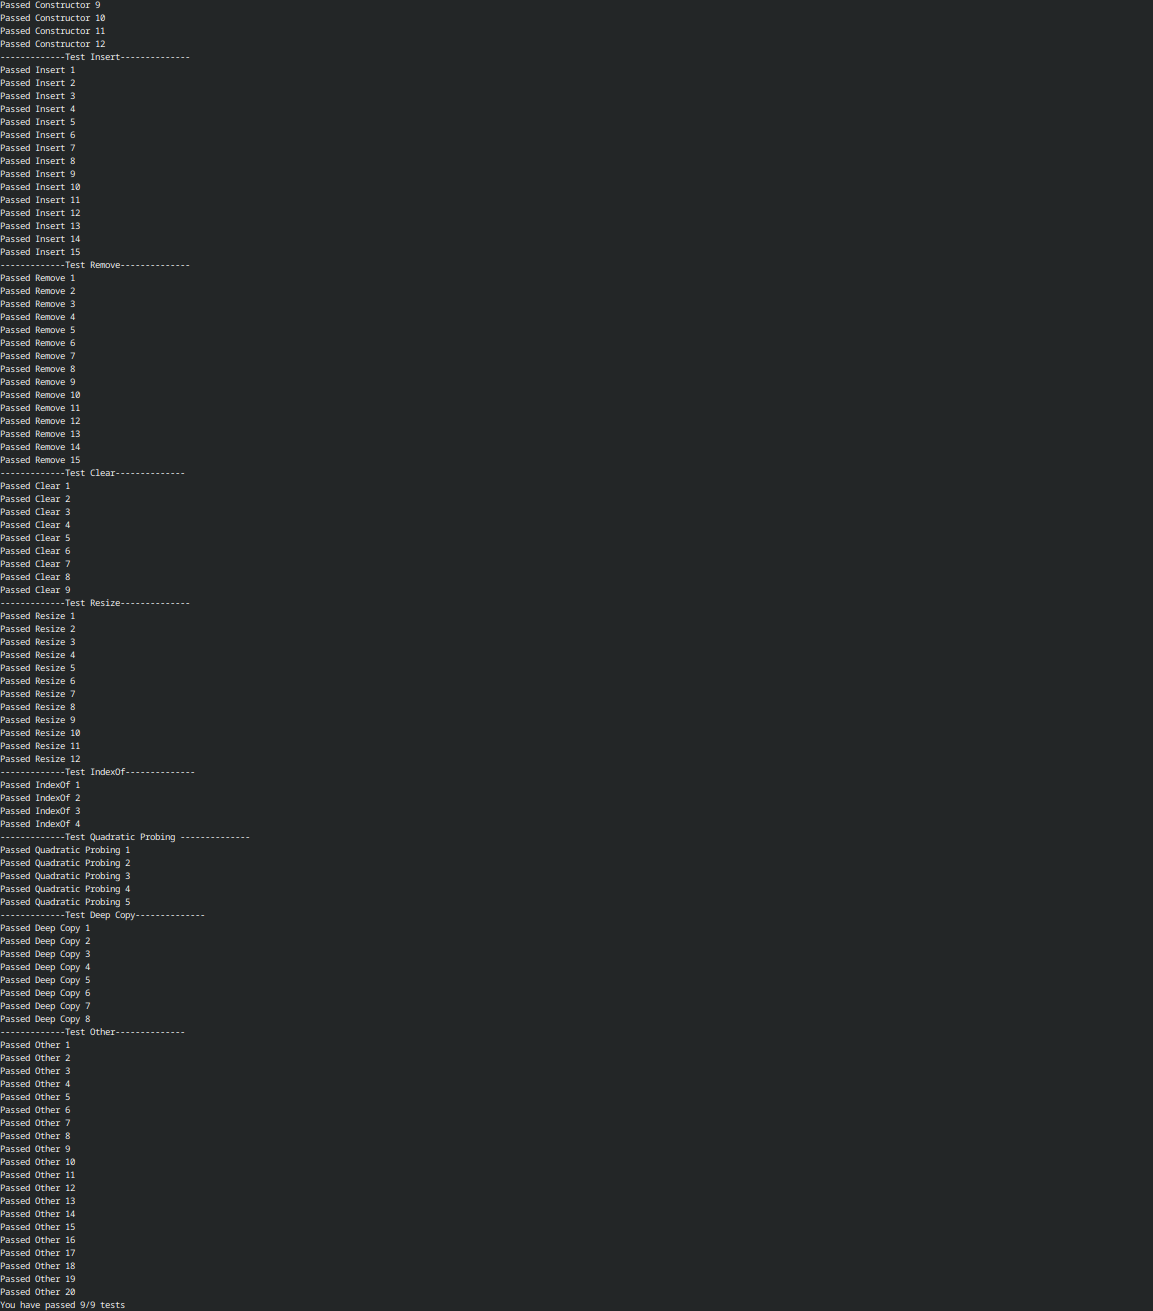 Passed Constructor 9
Passed Constructor 10
Passed Constructor 11
Passed Constructor 12
-------------Test Insert--------------
Passed Insert 1
Passed Insert 2
Passed Insert 3
Passed Insert 4
Passed Insert 5
Passed Insert 6
Passed Insert 7
Passed Insert 8
Passed Insert 9
Passed Insert 10
Passed Insert 11
Passed Insert 12
Passed Insert 13
Passed Insert 14
Passed Insert 15
-------------Test Remove--------------
Passed Remove 1
Passed Remove 2
Passed Remove 3
Passed Remove 4
Passed Remove 5
Passed Remove 6
Passed Remove 7
Passed Remove 8
Passed Remove 9
Passed Remove 10
Passed Remove 11
Passed Remove 12
Passed Remove 13
Passed Remove 14
Passed Remove 15
-------------Test Clear--------------
Passed Clear 1
Passed Clear 2
Passed Clear 3
Passed Clear 4
Passed Clear 5
Passed Clear 6
Passed Clear 7
Passed Clear 8
Passed Clear 9
-------------Test Resize--------------
Passed Resize 1
Passed Resize 2
Passed Resize 3
Passed Resize 4
Passed Resize 5
Passed Resize 6
Passed Resize 7
Passed Resize 8
Passed Resize 9
Passed Resize 10
Passed Resize 11
Passed Resize 12
-------------Test IndexOf--------------
Passed IndexOf 1
Passed IndexOf 2
Passed IndexOf 3
Passed IndexOf 4
-------------Test Quadratic Probing --------------
Passed Quadratic Probing 1
Passed Quadratic Probing 2
Passed Quadratic Probing 3
Passed Quadratic Probing 4
Passed Quadratic Probing 5
-------------Test Deep Copy--------------
Passed Deep Copy 1
Passed Deep Copy 2
Passed Deep Copy 3
Passed Deep Copy 4
Passed Deep Copy 5
Passed Deep Copy 6
Passed Deep Copy 7
Passed Deep Copy 8
-------------Test Other--------------
Passed Other 1
Passed Other 2
Passed Other 3
Passed Other 4
Passed Other 5
Passed Other 6
Passed Other 7
Passed Other 8
Passed Other 9
Passed Other 10
Passed Other 11
Passed Other 12
Passed Other 13
Passed Other 14
Passed Other 15
Passed Other 16
Passed Other 17
Passed Other 18
Passed Other 19
Passed Other 20
You have passed 9/9 tests